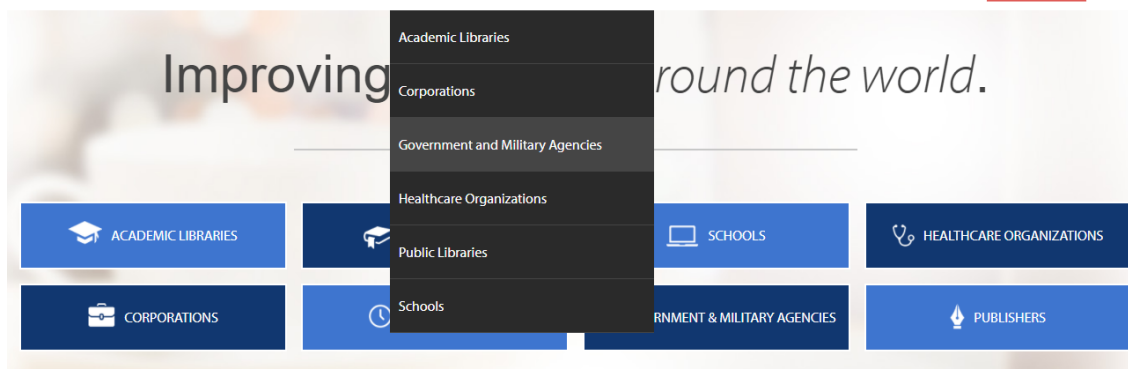 Academic Libraries
Corporations
Government and Military Agencies
Healthcare Organizations
Public Libraries
Schools
Improving round the world.
ACADEMIC LIBRARIES
SCHOOLS
HEALTHCARE ORGANIZATIONS
CORPORATIONS
RNMENT & MILITARY AGENCIES
PUBLISHERS